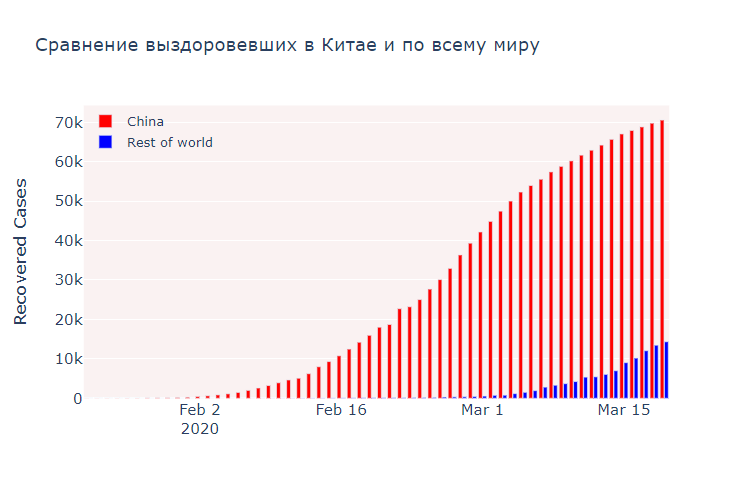 Сравнение выздоровевших в Китае и по всему миру
China
Rest of world
Recovered Cases
70k
60k
50k
40k
30k
20k
10k
0
Feb 2
2020
Feb 16
Mar 1
Mar 15